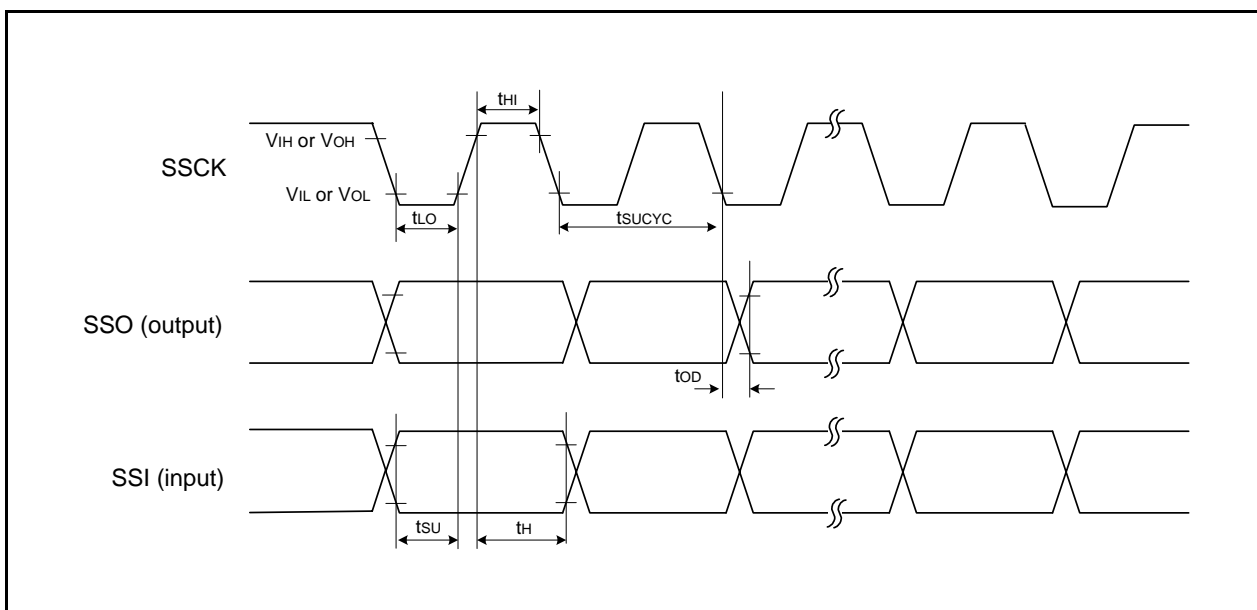 tHI
VIH or VOH
SSCK
VIL or VOL
tLO
tSUCYC
SSO (output)
tOD
SSI (input)
tSU
tH